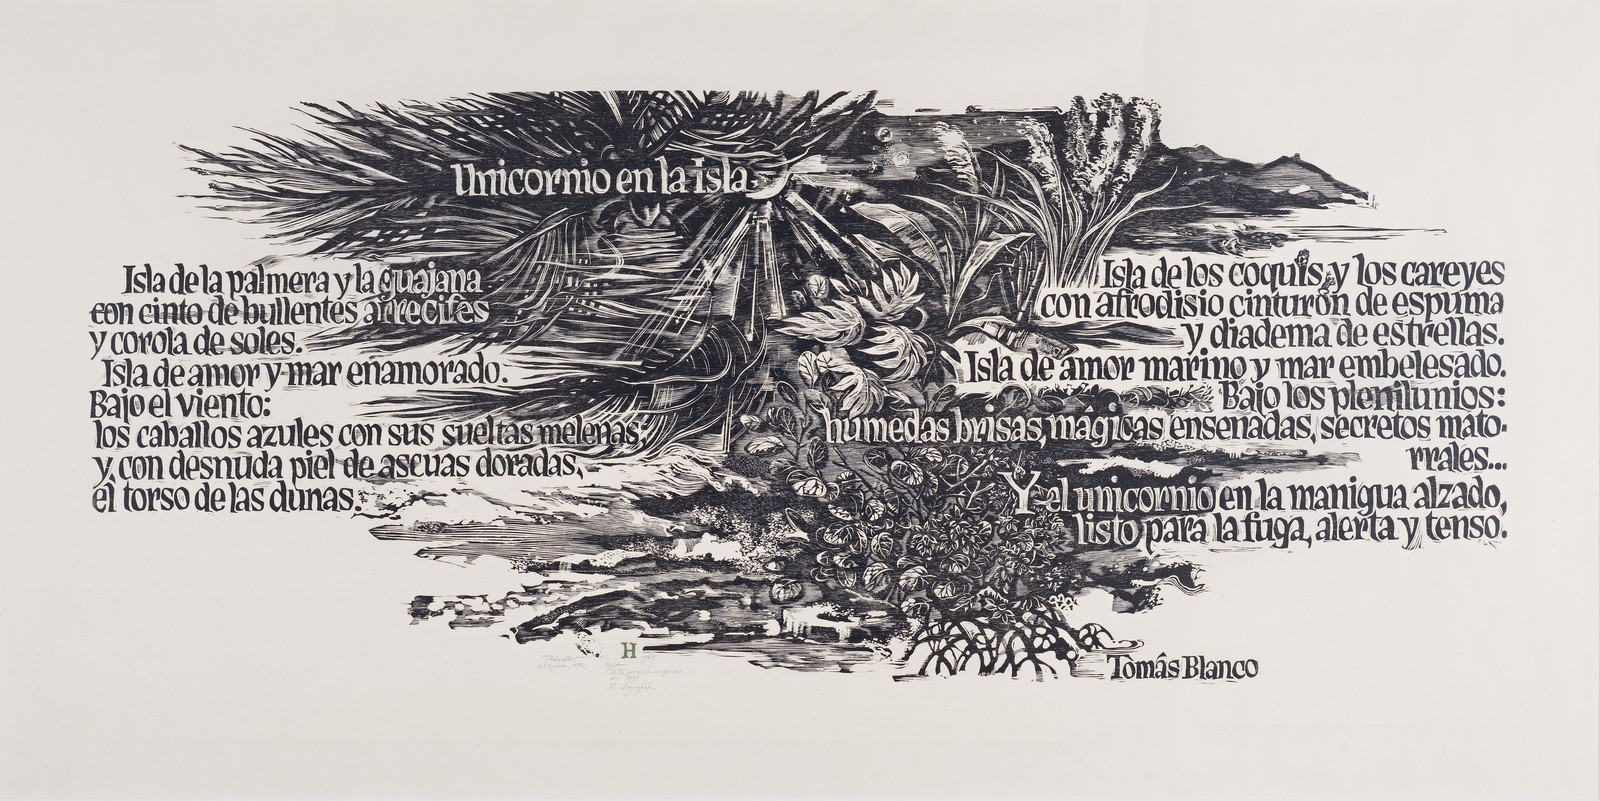 Unicornio en la isla
Isla de la palmera y la guajana
con cinto de bullentes arrecifes
y corola de soles.
Isla de amor y mar enamorado.
Bajo el viento:
los caballos azules con sus sueltas melenas;
y, con desnuda piel de ascuas doradas,
el torso de las dunas.
Isla de los coquís y los careyes
con afrodisio cinturón de espuma
y diadema de estrellas.
Isla de amor marino y mar embelesado.
Bajo los plenilunios:
húmedas brisas, mágicas ensenadas, secretos mato-
rrales...
Y el unicornio en la manigua alzado,
listo para la fuga, alerta y tenso.
Tomás Blanco
H